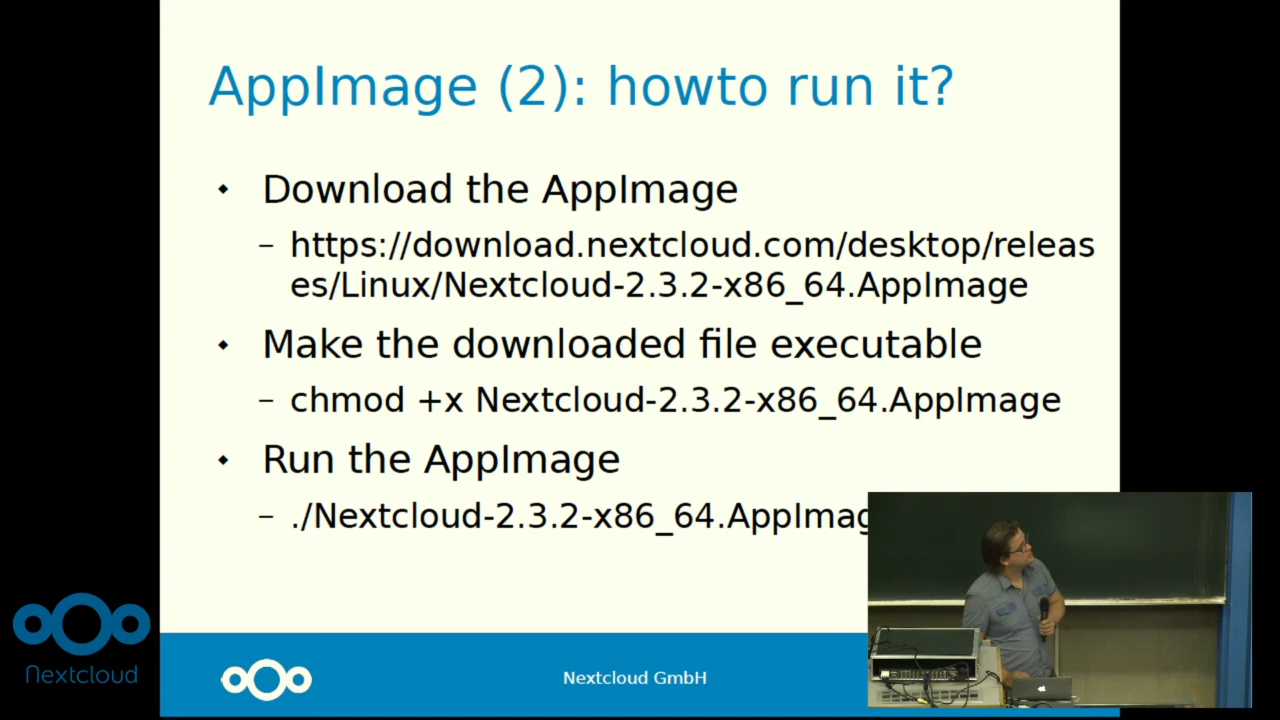 AppImage (2): howto run it?
Download the AppImage
– https://download.nextcloud.com/desktop/releas
es/Linux/Nextcloud-2.3.2-x86_64.AppImage
Make the downloaded file executable
– chmod +x Nextcloud-2.3.2-x86_64.AppImage
Run the AppImage
– ./Nextcloud-2.3.2-x86_64.AppImag
Nextcloud
Nextcloud GmbH